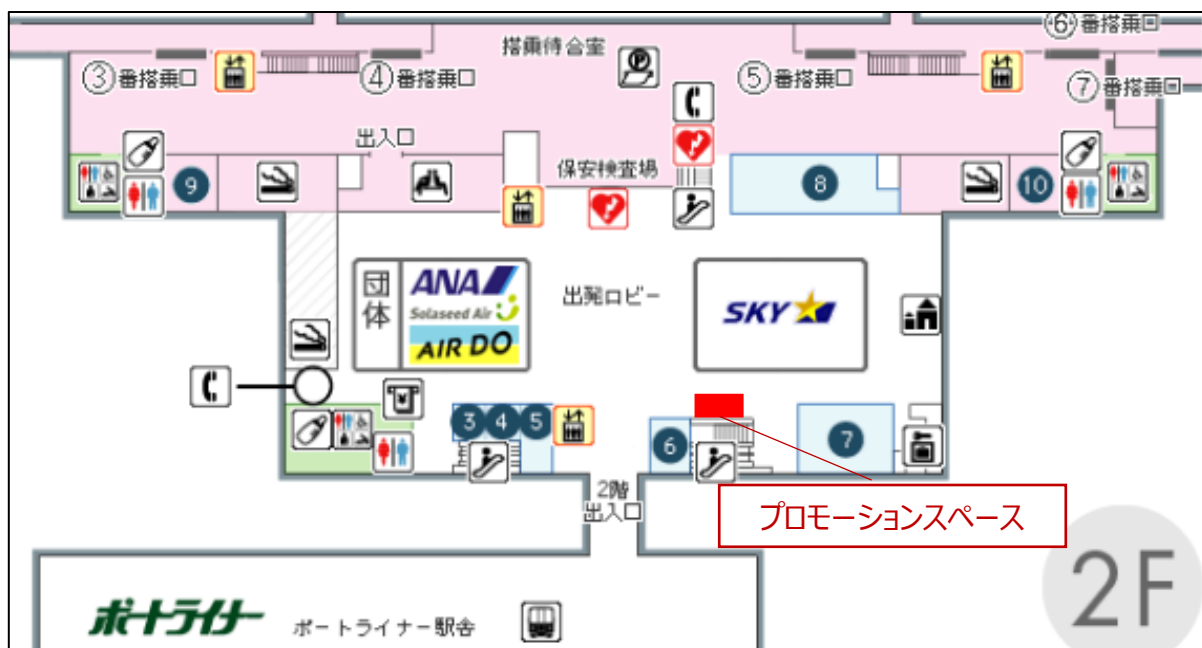 ⑥番搭乗口
搭乗待合室
③番搭乗口
④番搭乗口
⑤番搭乗口
⑦番搭乗口
出入口
保安検査場
9
8
10
団体
ANA
Solaseed Air
AIR DO
出発ロビー
SKY
3
4
5
6
7
2階
出入口
プロモーションスペース
2F
ポートライナー
ポートライナー駅舎